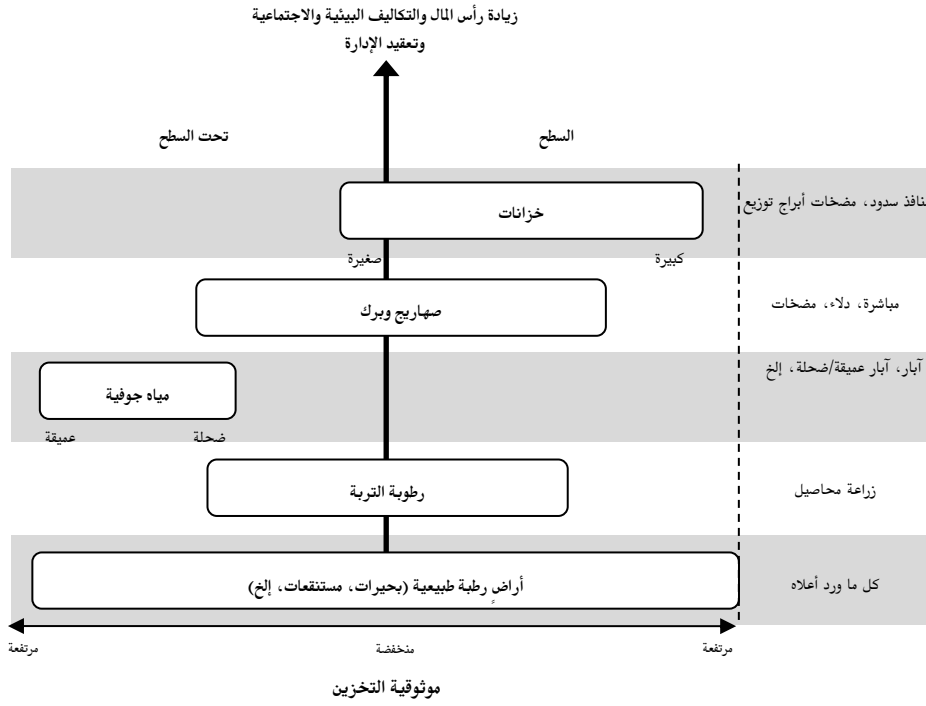 زيادة رأس المال والتكاليف البيئية والاجتماعية
وتعقيد الإدارة
السطح
تحت السطح
نافذ سدود، مضخات أبراج توزيع
خزانات
كبيرة
صغيرة
مباشرة، دلاء، مضخات
صهاريج وبرك
آبار، آبار عميقة/ضحلة، إلخ
مياه جوفية
ضحلة
عميقة
زراعة محاصيل
رطوبة التربة
كل ما ورد أعلاه
أراضٍ رطبة طبيعية (بحيرات، مستنقعات، إلخ)
مرتفعة
منخفضة
مرتفعة
موثوقية التخزين